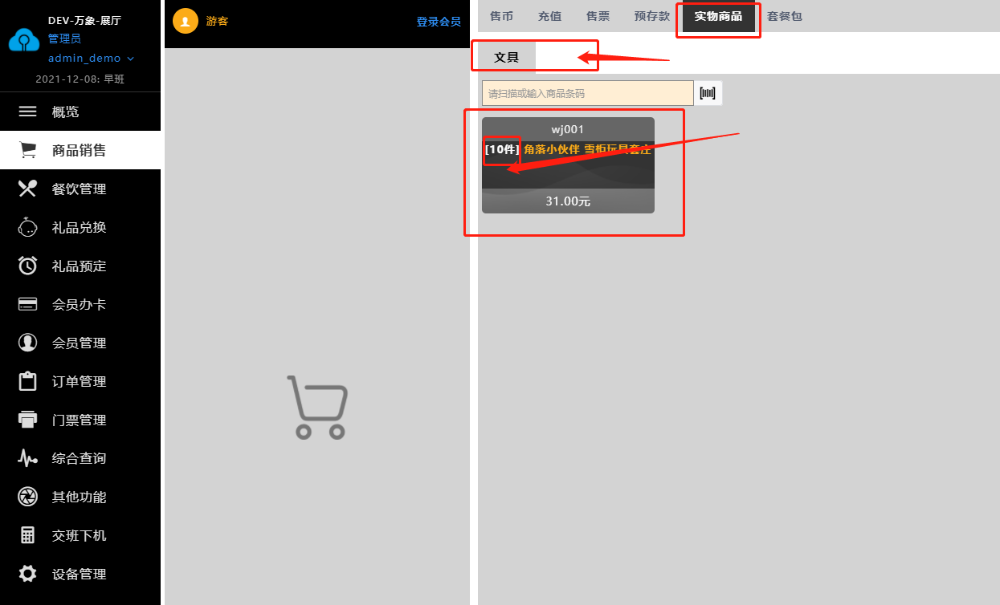 DEV-万象-展厅
管理员
admin_demo
2021-12-08: 早班
概览
商品销售
餐饮管理
礼品兑换
礼品预定
会员办卡
会员管理
订单管理
门票管理
综合查询
其他功能
交班下机
设备管理
游客 登录会员
售币 充值 售票 预存款 实物商品 套餐包
文具
请扫描或输入商品条码
wj001
[10件] 角落小伙伴 雪柜玩具套庄
31.00元